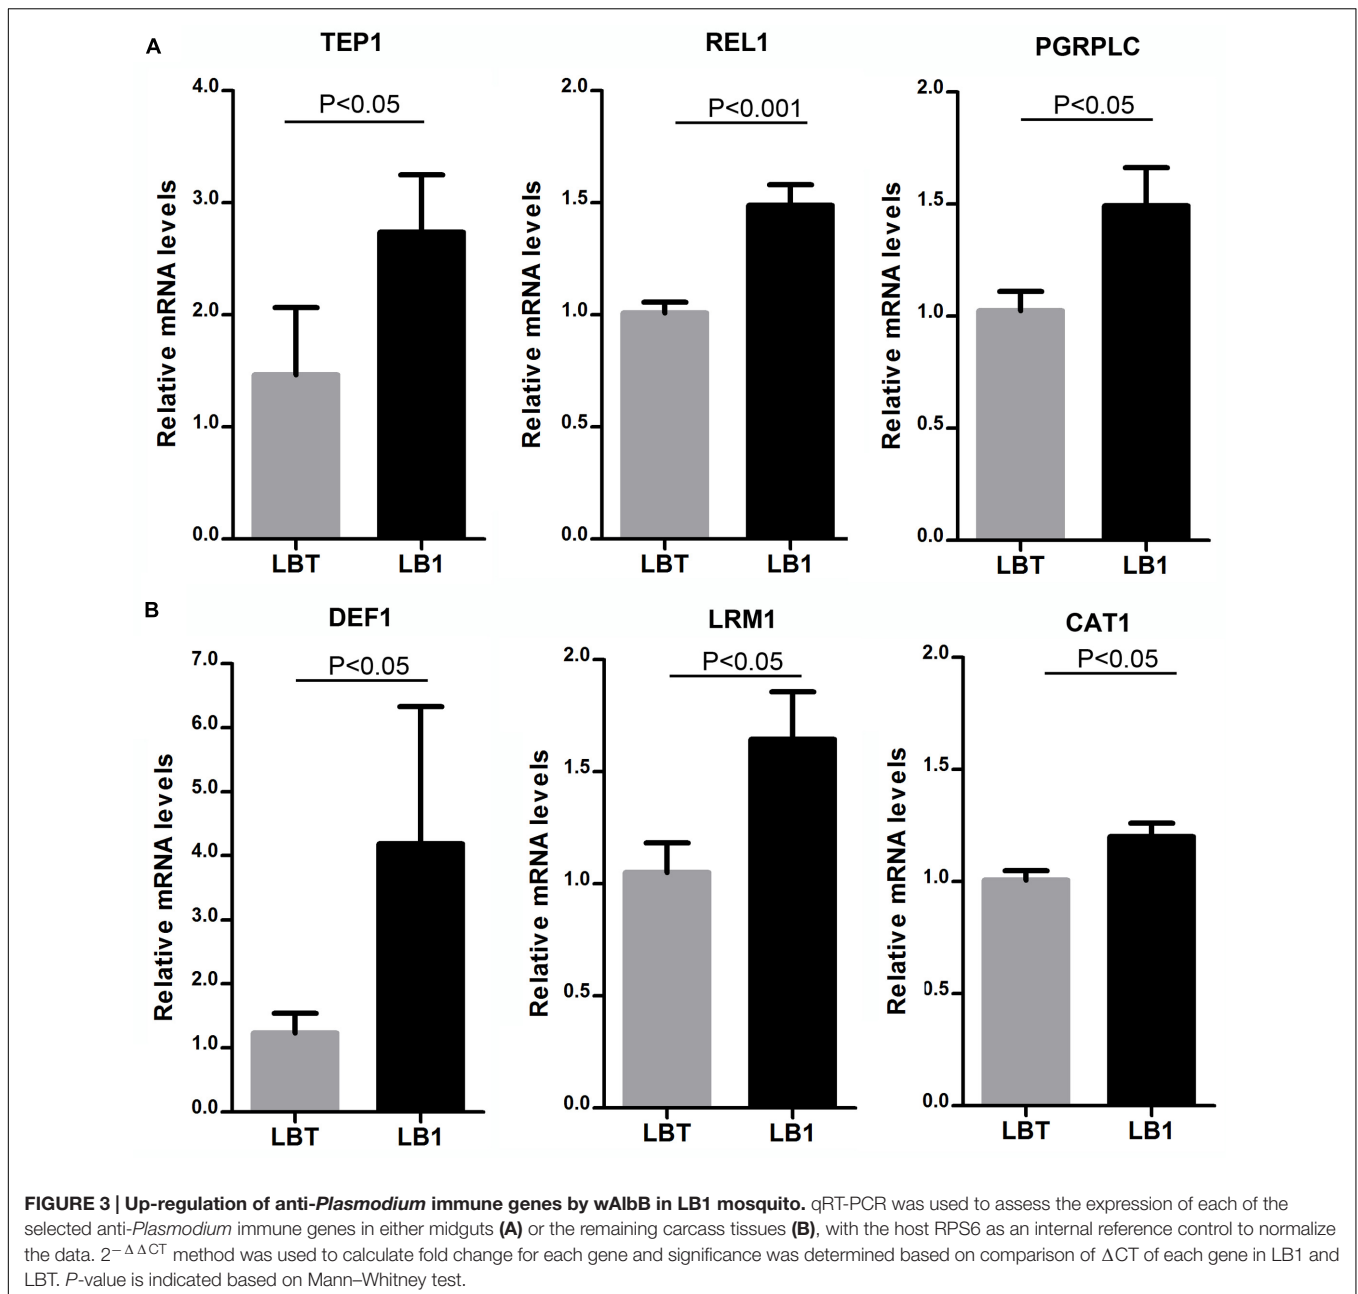 A
TEP1
REL1
PGRPLC
Relative mRNA levels
4.0
3.0
2.0
1.0
0.0
P<0.05
LBT
LB1
Relative mRNA levels
2.0
1.5
1.0
0.5
0.0
P<0.001
LBT
LB1
Relative mRNA levels
2.0
1.5
1.0
0.5
0.0
P<0.05
LBT
LB1
B
DEF1
LRM1
CAT1
Relative mRNA levels
7.0
6.0
5.0
4.0
3.0
2.0
1.0
0.0
P<0.05
LBT
LB1
Relative mRNA levels
2.0
1.5
1.0
0.5
0.0
P<0.05
LBT
LB1
Relative mRNA levels
2.0
1.5
1.0
0.5
0.0
P<0.05
LBT
LB1
FIGURE 3 | Up-regulation of anti-Plasmodium immune genes by wAlbB in LB1 mosquito. qRT-PCR was used to assess the expression of each of the
selected anti-Plasmodium immune genes in either midguts (A) or the remaining carcass tissues (B), with the host RPS6 as an internal reference control to normalize
the data. 2−ΔΔCT method was used to calculate fold change for each gene and significance was determined based on comparison of ΔCT of each gene in LB1 and
LBT. P-value is indicated based on Mann–Whitney test.